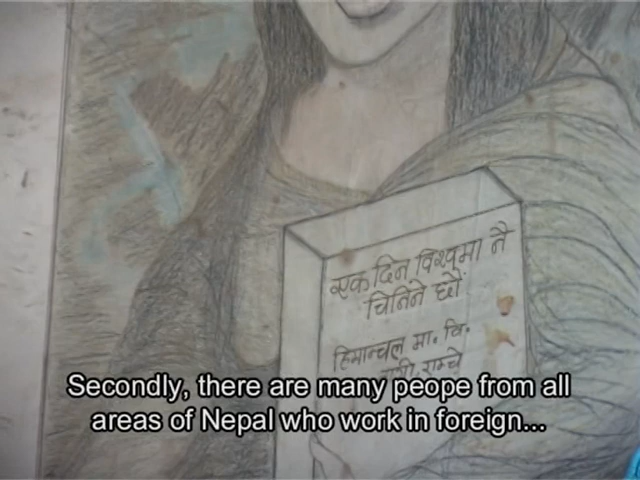 एक दिन विश्वमा नै
चिनिने छौं
हिमान्चल मा. वि.
राम्चे
Secondly, there are many peope from all
areas of Nepal who work in foreign...